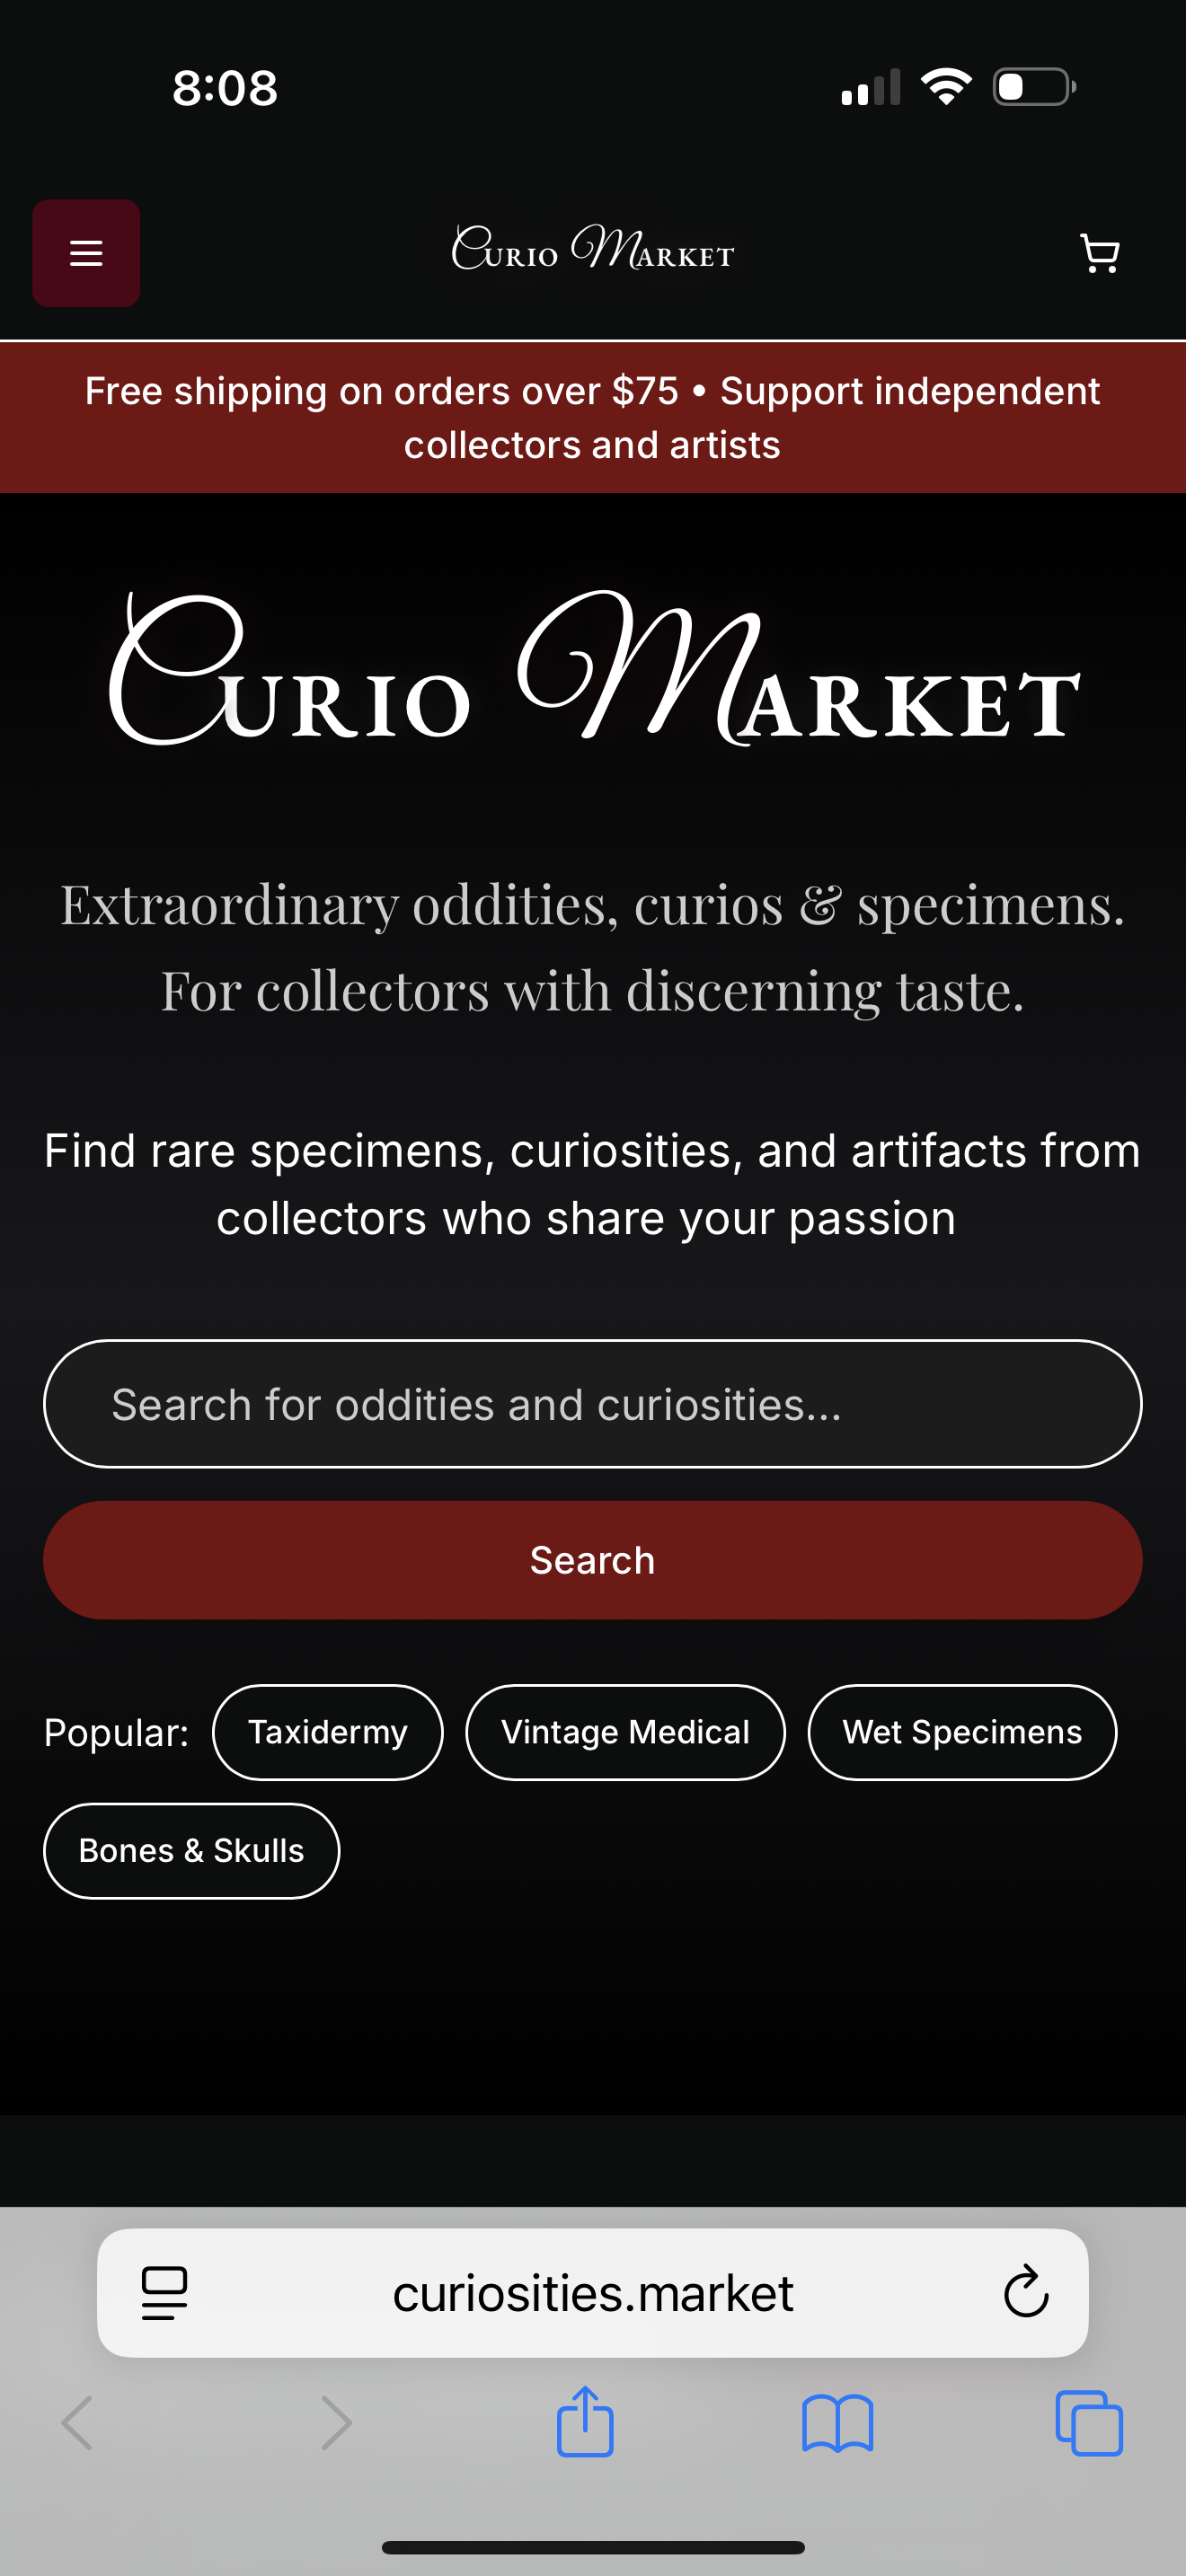 8:08
Curio Market
Free shipping on orders over $75 • Support independent
collectors and artists
Curio Market
Extraordinary oddities, curios & specimens.
For collectors with discerning taste.
Find rare specimens, curiosities, and artifacts from
collectors who share your passion
Search for oddities and curiosities...
Search
Popular: Taxidermy Vintage Medical Wet Specimens
Bones & Skulls
curiosities.market